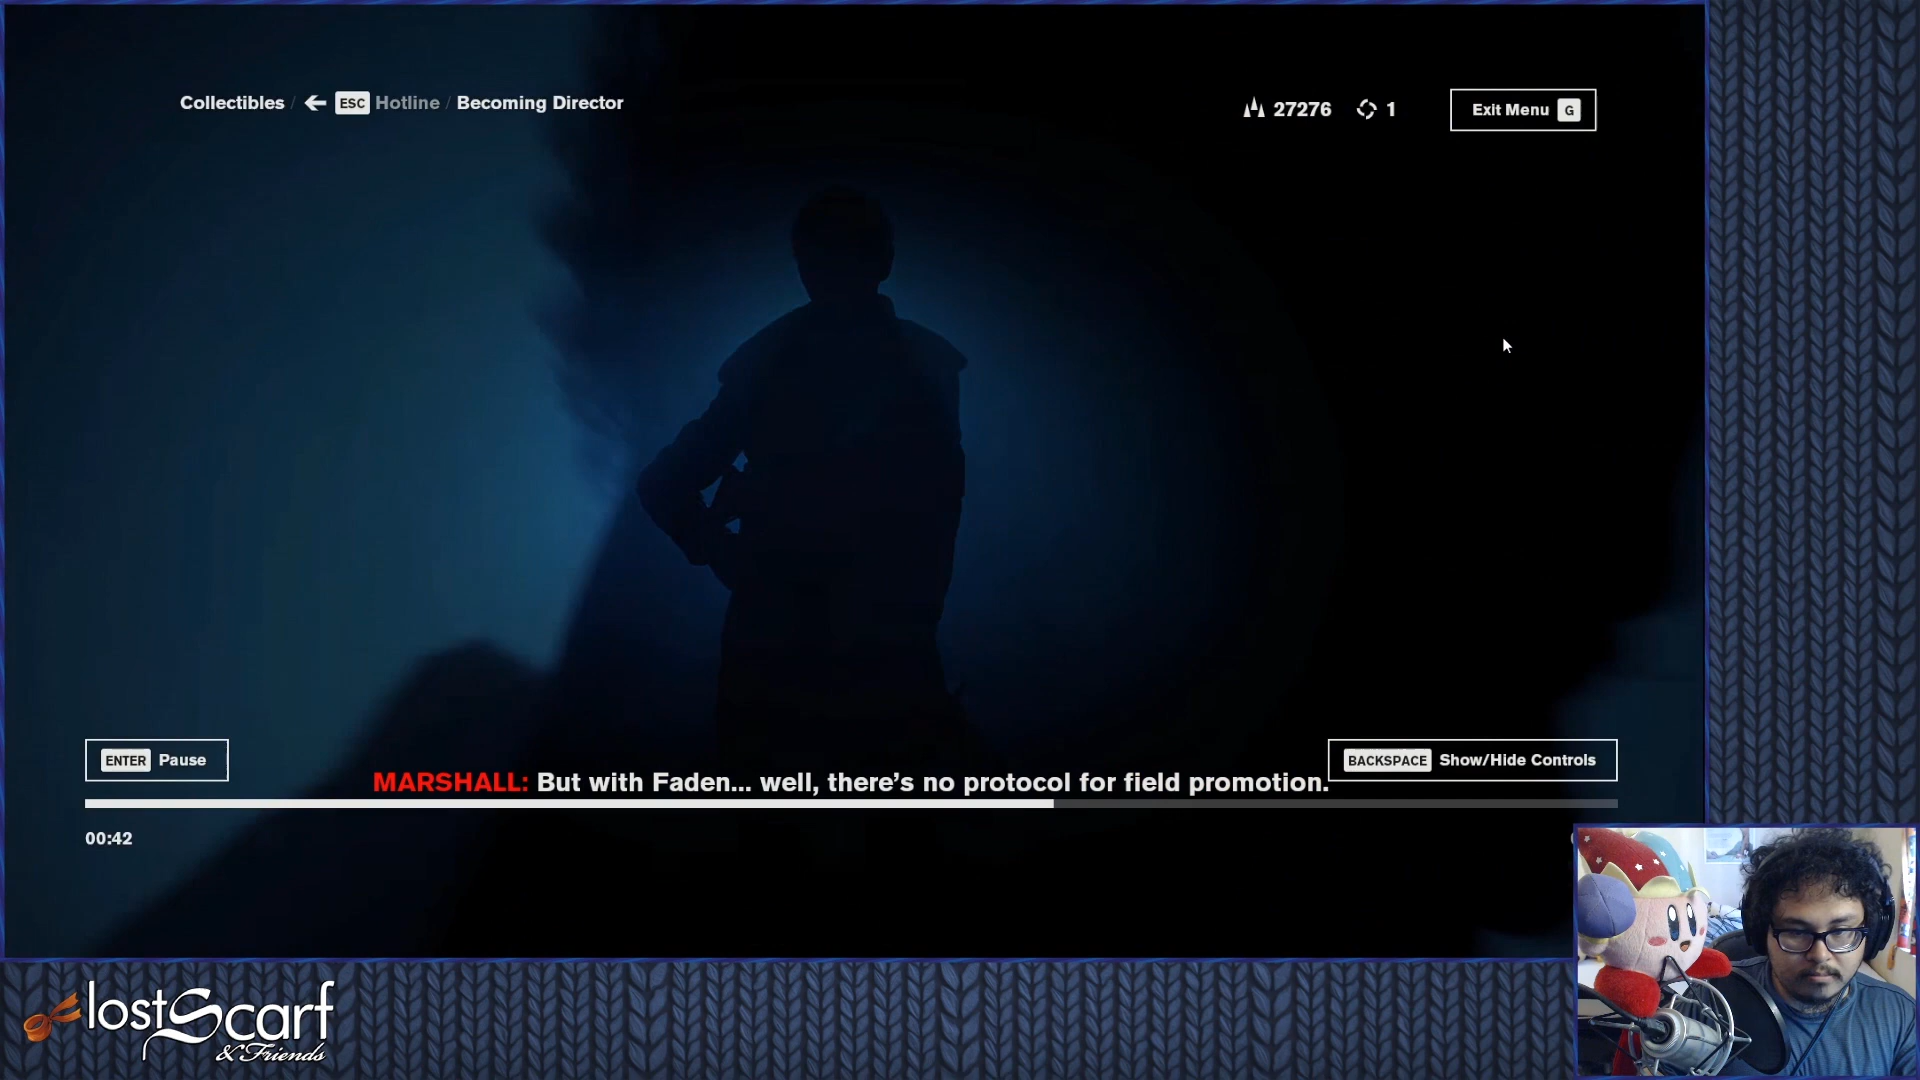 Collectibles / ESC Hotline / Becoming Director
27276
1
Exit Menu G
ENTER Pause
BACKSPACE Show/Hide Controls
MARSHALL: But with Faden... well, there's no protocol for field promotion.
00:42
lostScarf
& Friends